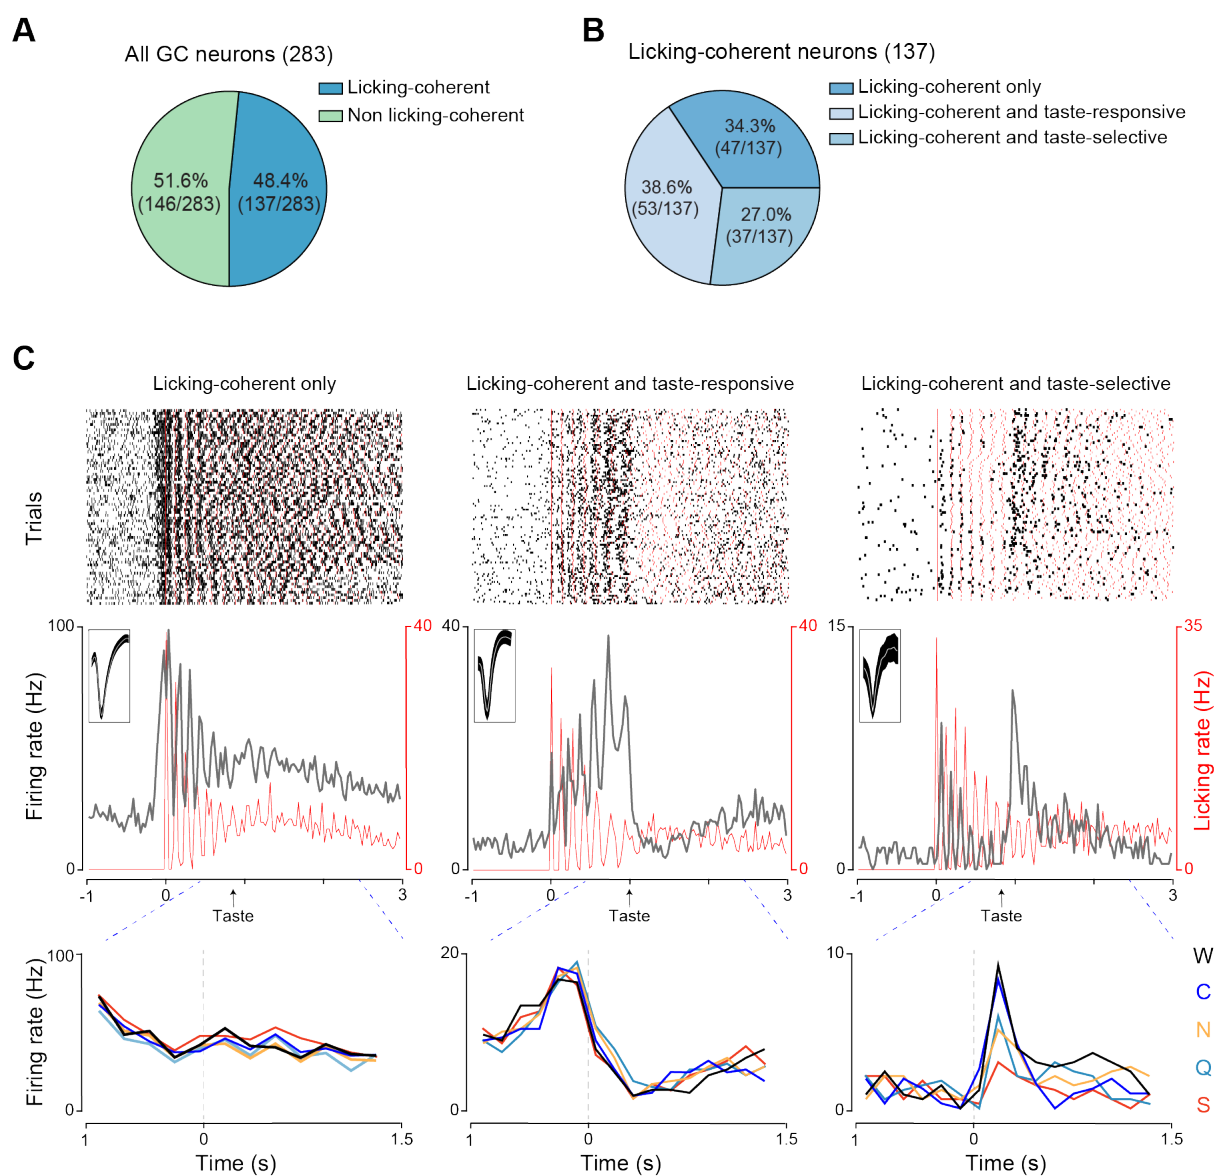 A
All GC neurons (283)
Licking-coherent
Non licking-coherent
51.6%
(146/283)
48.4%
(137/283)
B
Licking-coherent neurons (137)
Licking-coherent only
Licking-coherent and taste-responsive
Licking-coherent and taste-selective
34.3%
(47/137)
38.6%
(53/137)
27.0%
(37/137)
C
Licking-coherent only
Licking-coherent and taste-responsive
Licking-coherent and taste-selective
Trials
Firing rate (Hz)
100
0
40
0
-1
0
3
Taste
40
0
40
0
-1
0
3
Taste
15
0
35
0
Licking rate (Hz)
-1
0
3
Taste
Firing rate (Hz)
100
0
1
0
1.5
Time (s)
20
0
1
0
1.5
Time (s)
10
0
1
0
1.5
Time (s)
W
C
N
Q
S